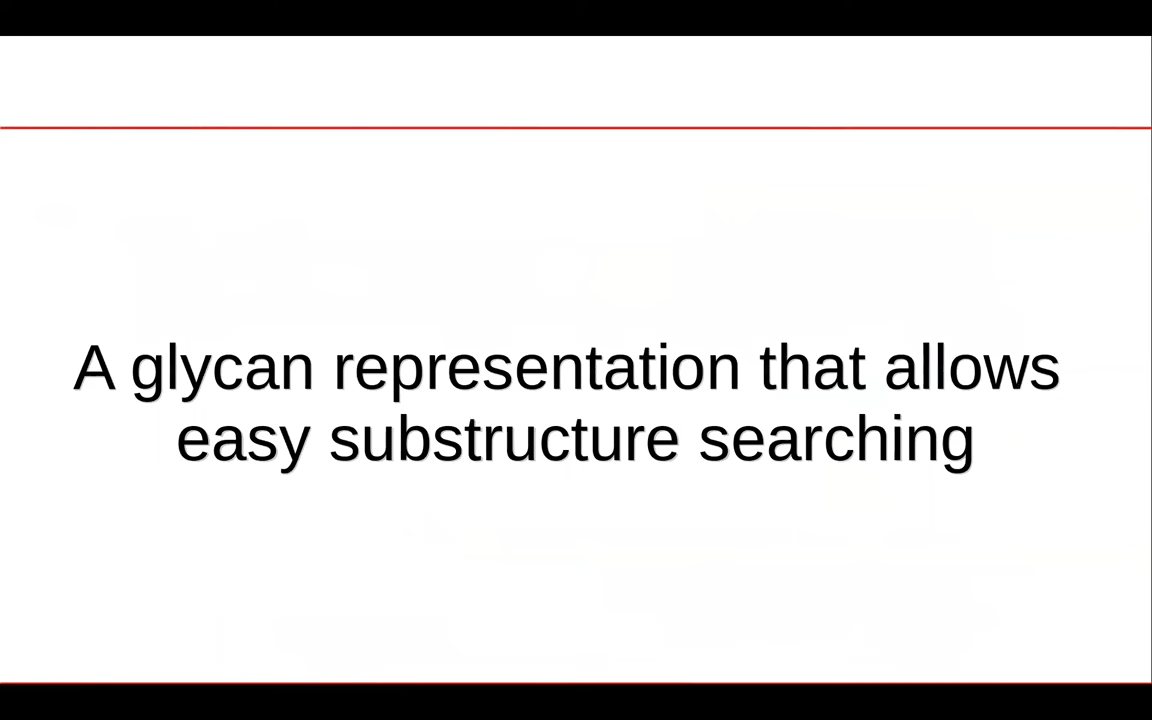 A glycan representation that allows
easy substructure searching